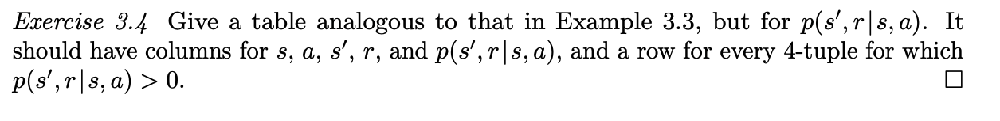 Exercise 3.4 Give a table analogous to that in Example 3.3, but for p(s′, r|s, a). It
should have columns for s, a, s′, r, and p(s′, r|s, a), and a row for every 4-tuple for which
p(s′, r|s, a) > 0. □